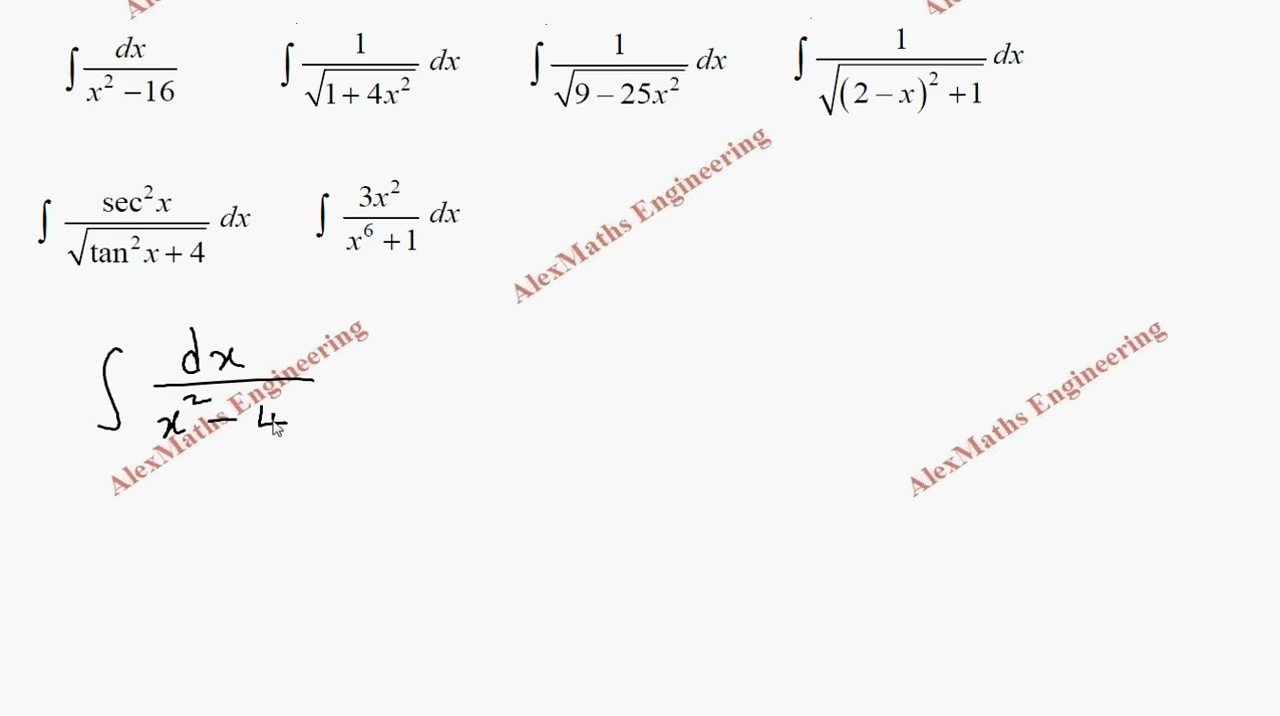 ∫ dx / (x² − 16)   ∫ 1 / √(1 + 4x²) dx   ∫ 1 / √(9 − 25x²) dx   ∫ 1 / √((2 − x)² + 1) dx
∫ sec²x / √(tan²x + 4) dx   ∫ 3x² / (x⁶ + 1) dx
AlexMaths Engineering
∫ dx / (x² − 4
AlexMaths Engineering
AlexMaths Engineering